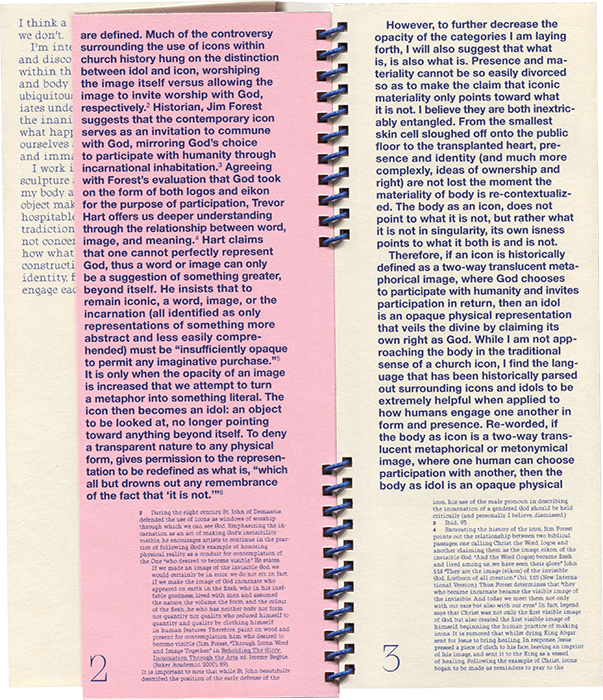 I think a
we don't.
I'm inte
and disco
within th
and body
ubiquitou
iates unde
the inani
what happ
ourselves a
and imma
I work i
sculpture a
my body a
object mak
hospitable
tradiction
not concer
how what
constructi
identity, f
engage eac
are defined. Much of the controversy
surrounding the use of icons within
church history hung on the distinction
between idol and icon, worshiping
the image itself versus allowing the
image to invite worship with God,
respectively.2 Historian, Jim Forest
suggests that the contemporary icon
serves as an invitation to commune
with God, mirroring God's choice
to participate with humanity through
incarnational inhabitation.3 Agreeing
with Forest's evaluation that God took
on the form of both logos and eikon
for the purpose of participation, Trevor
Hart offers us deeper understanding
through the relationship between word,
image, and meaning.4 Hart claims
that one cannot perfectly represent
God, thus a word or image can only
be a suggestion of something greater,
beyond itself. He insists that to
remain iconic, a word, image, or the
incarnation (all identified as only
representations of something more
abstract and less easily compre-
hended) must be “insufficiently opaque
to permit any imaginative purchase.”5
It is only when the opacity of an image
is increased that we attempt to turn
a metaphor into something literal. The
icon then becomes an idol: an object
to be looked at, no longer pointing
toward anything beyond itself. To deny
a transparent nature to any physical
form, gives permission to the represen-
tation to be redefined as what is, “which
all but drowns out any remembrance
of the fact that ‘it is not.’”6
3 During the eighth century, St. John of Damascus
defended the use of icons as windows of worship
through which we can see God. Emphasizing the in-
carnation as an act of making God's invisibility
visible, he encourages artists to continue in the prac-
tice of following God's example of honoring
physical reality as a conduit for contemplation of
the One "who desired to become visible." He states,
If we made an image of the invisible God, we
would certainly be in error, we do not err, in fact,
if we make the image of God incarnate who
appeared on earth in the flesh, who in his inef-
fable goodness, lived with men and assumed
the nature, the volume, the form, and the colour
of the flesh...he who has neither body nor form,
nor quantity nor quality, who reduced himself to
quantity and quality by clothing himself
in human features. Therefore, paint on wood and
present for contemplation him who desired to
become visible (Jim Forest, "Through Icons: Word
and Image Together," in Beholding The Glory:
Incarnation Through the Arts, ed. Jeremy Begbie,
(Baker Academic, 2000), 89).
It is important to note that while St. John beautifully
described the position of the early defense of the
2
However, to further decrease the
opacity of the categories I am laying
forth, I will also suggest that what
is, is also what is. Presence and ma-
teriality cannot be so easily divorced
so as to make the claim that iconic
materiality only points toward what
it is not. I believe they are both inextric-
ably entangled. From the smallest
skin cell sloughed off onto the public
floor to the transplanted heart, pre-
sence and identity (and much more
complexly, ideas of ownership and
right) are not lost the moment the
materiality of body is re-contextualiz-
ed. The body as an icon, does not
point to what it is not, but rather what
it is not in singularity, its own isness
points to what it both is and is not.
Therefore, if an icon is historically
defined as a two-way translucent meta-
phorical image, where God chooses
to participate with humanity and invites
participation in return, then an idol
is an opaque physical representation
that veils the divine by claiming its
own right as God. While I am not ap-
proaching the body in the traditional
sense of a church icon, I find the lang-
uage that has been historically parsed
out surrounding icons and idols to be
extremely helpful when applied to
how humans engage one another in
form and presence. Re-worded, if
the body as icon is a two-way trans-
lucent metaphorical or metonymical
image, where one human can choose
participation with another, then the
body as idol is an opaque physical
icon, his use of the male pronoun in describing
the incarnation of a gendered God should be held
critically (and personally I believe, dismissed.)
3 Ibid., 95.
4 Excavating the history of the icon, Jim Forest
points out the relationship between two biblical
passages, one calling Christ the Word, logos, and
another claiming them as the image, eikon, of the
invisible God. "And the Word (logos) became flesh
and lived among us, we have seen their glory" John
1:14. "They are the image (eikon) of the invisible
God, firstborn of all creation." Col. 1:15 (New Interna-
tional Version). Thus, Forest determines that "they
who became incarnate became the visible image of
the invisible. And today we meet them not only
with our ears but also with our eyes." In fact, legend
says that Christ was not only the first visible image
of God, but also created the first visible image of
himself, beginning the human practice of making
icons. It is rumored that whilst dying, King Abgar
sent for Jesus to bring healing. In response, Jesus
pressed a piece of cloth to his face, leaving an imprint
of his image, and sent it to the King as a vessel
of healing. Following the example of Christ, icons
began to be made as reminders to pray to the
3